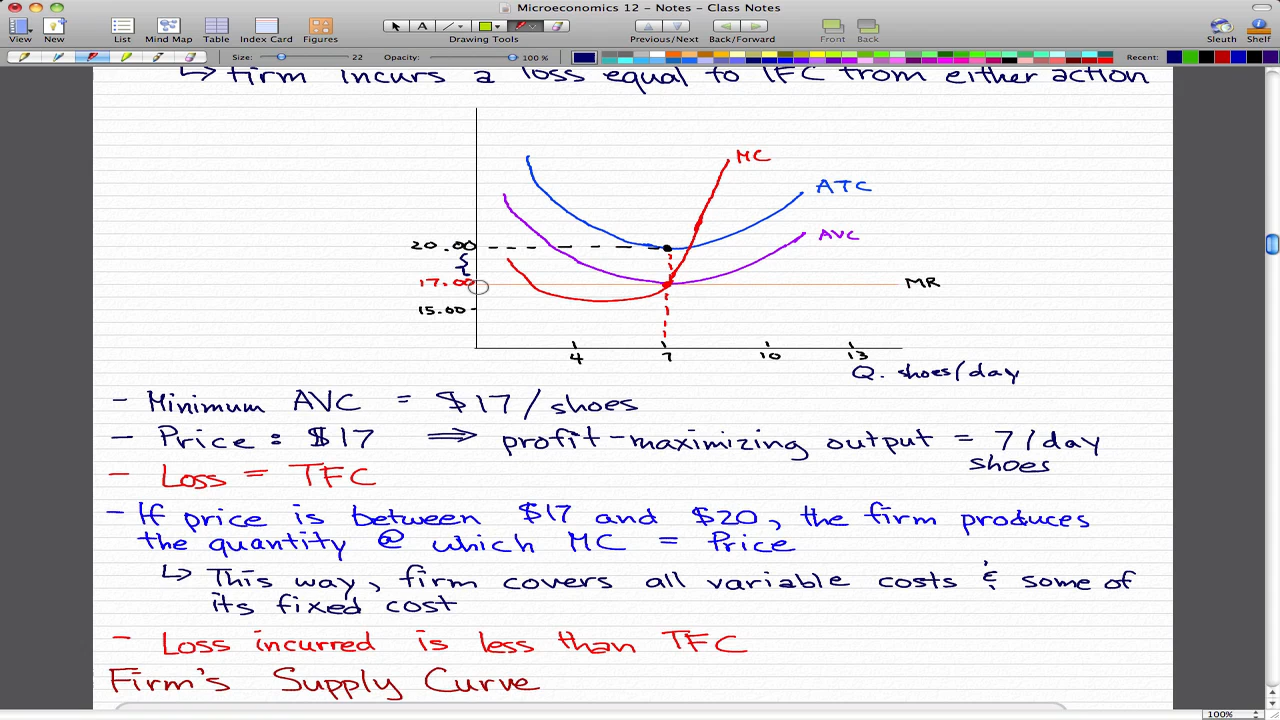 Microeconomics 12 - Notes - Class Notes
View New List Mind Map Table Index Card Figures Drawing Tools Previous/Next Back/Forward Front Back Sleuth Shelf
Size: 22 Opacity: 100 % Recent:
↳ firm incurs a loss equal to TFC from either action
MC
ATC
AVC
20.00
17.00
MR
15.00
4 7 10 13
Q. shoes/day
- Minimum AVC = $17/shoes
- Price: $17 ⇒ profit-maximizing output = 7/day
shoes
- Loss = TFC
- If price is between $17 and $20, the firm produces
the quantity @ which MC = Price
↳ This way, firm covers all variable costs & some of
its fixed cost
- Loss incurred is less than TFC
Firm's Supply Curve
100%